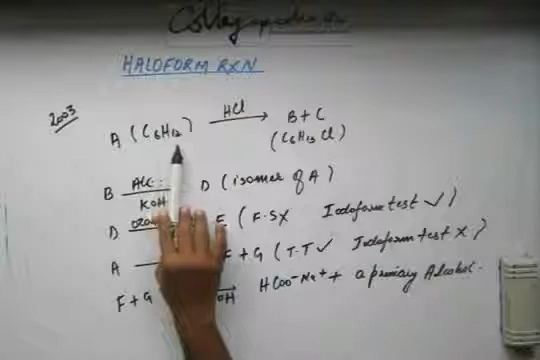 HALOFORM RXN
2003
A (C6H12) HCl → B + C
(C6H13Cl)
B Alc. KOH D (isomer of A)
D E (F.S X Iodoform test ✓)
A F + G (T.T ✓ Iodoform test X)
F + G OH → HCoo⁻Na⁺ + a primary Alcohol.